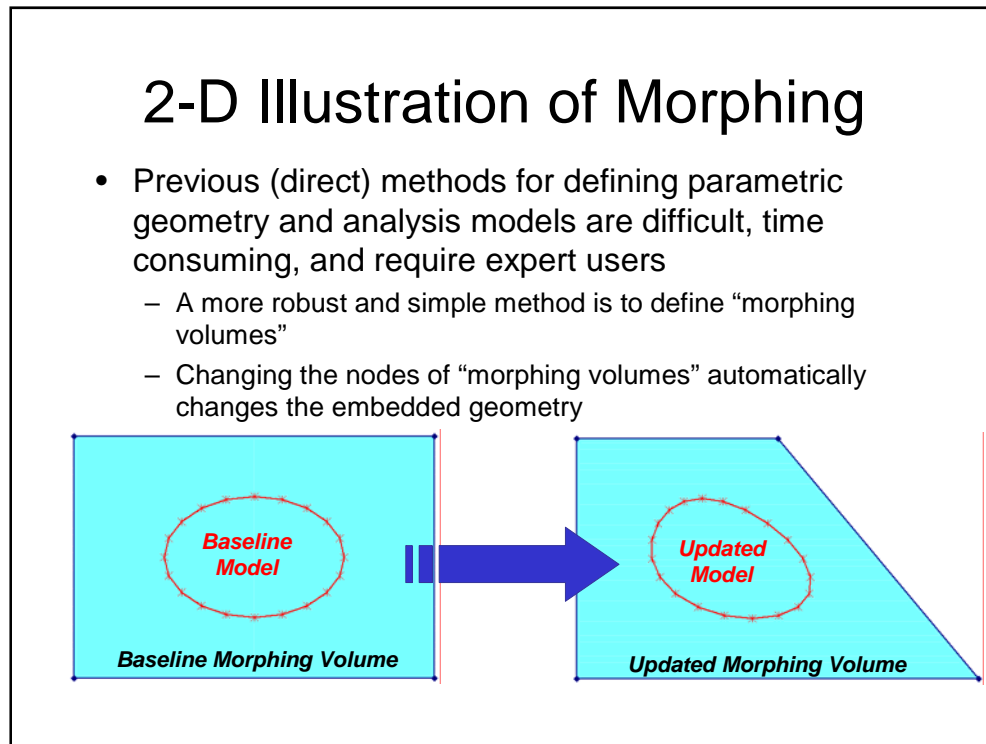 2-D Illustration of Morphing
• Previous (direct) methods for defining parametric
geometry and analysis models are difficult, time
consuming, and require expert users
– A more robust and simple method is to define “morphing
volumes”
– Changing the nodes of “morphing volumes” automatically
changes the embedded geometry
Baseline
Model
Baseline Morphing Volume
Updated
Model
Updated Morphing Volume